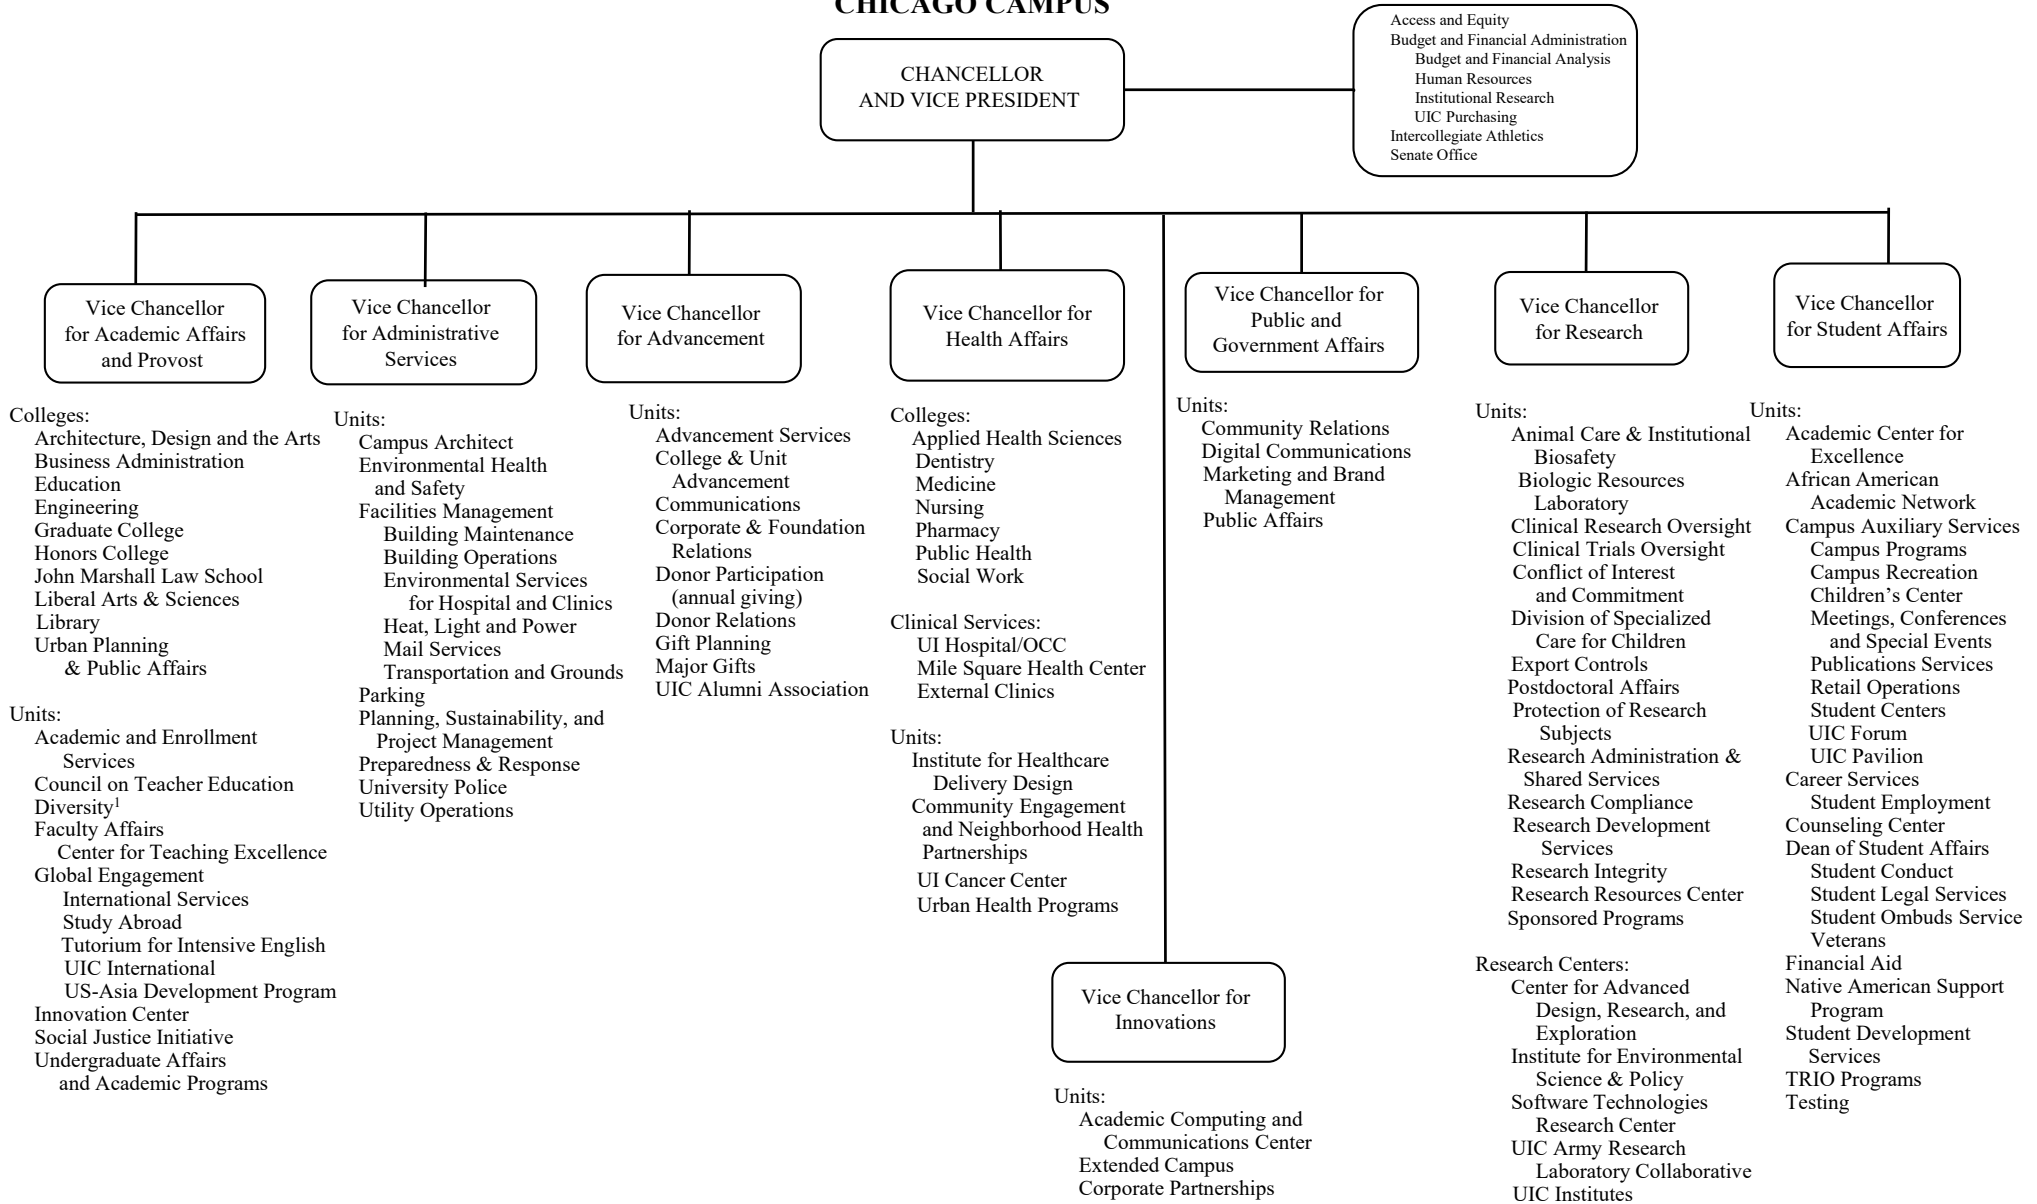 CHICAGO CAMPUS
CHANCELLOR
AND VICE PRESIDENT
Access and Equity
Budget and Financial Administration
Budget and Financial Analysis
Human Resources
Institutional Research
UIC Purchasing
Intercollegiate Athletics
Senate Office
Vice Chancellor
for Academic Affairs
and Provost
Colleges:
Architecture, Design and the Arts
Business Administration
Education
Engineering
Graduate College
Honors College
John Marshall Law School
Liberal Arts & Sciences
Library
Urban Planning
& Public Affairs
Units:
Academic and Enrollment
Services
Council on Teacher Education
Diversity¹
Faculty Affairs
Center for Teaching Excellence
Global Engagement
International Services
Study Abroad
Tutorium for Intensive English
UIC International
US-Asia Development Program
Innovation Center
Social Justice Initiative
Undergraduate Affairs
and Academic Programs
Vice Chancellor
for Administrative
Services
Units:
Campus Architect
Environmental Health
and Safety
Facilities Management
Building Maintenance
Building Operations
Environmental Services
for Hospital and Clinics
Heat, Light and Power
Mail Services
Transportation and Grounds
Parking
Planning, Sustainability, and
Project Management
Preparedness & Response
University Police
Utility Operations
Vice Chancellor
for Advancement
Units:
Advancement Services
College & Unit
Advancement
Communications
Corporate & Foundation
Relations
Donor Participation
(annual giving)
Donor Relations
Gift Planning
Major Gifts
UIC Alumni Association
Vice Chancellor for
Health Affairs
Colleges:
Applied Health Sciences
Dentistry
Medicine
Nursing
Pharmacy
Public Health
Social Work
Clinical Services:
UI Hospital/OCC
Mile Square Health Center
External Clinics
Units:
Institute for Healthcare
Delivery Design
Community Engagement
and Neighborhood Health
Partnerships
UI Cancer Center
Urban Health Programs
Vice Chancellor for
Innovations
Units:
Academic Computing and
Communications Center
Extended Campus
Corporate Partnerships
Vice Chancellor for
Public and
Government Affairs
Units:
Community Relations
Digital Communications
Marketing and Brand
Management
Public Affairs
Vice Chancellor
for Research
Units:
Animal Care & Institutional
Biosafety
Biologic Resources
Laboratory
Clinical Research Oversight
Clinical Trials Oversight
Conflict of Interest
and Commitment
Division of Specialized
Care for Children
Export Controls
Postdoctoral Affairs
Protection of Research
Subjects
Research Administration &
Shared Services
Research Compliance
Research Development
Services
Research Integrity
Research Resources Center
Sponsored Programs
Research Centers:
Center for Advanced
Design, Research, and
Exploration
Institute for Environmental
Science & Policy
Software Technologies
Research Center
UIC Army Research
Laboratory Collaborative
UIC Institutes
Vice Chancellor
for Student Affairs
Units:
Academic Center for
Excellence
African American
Academic Network
Campus Auxiliary Services
Campus Programs
Campus Recreation
Children’s Center
Meetings, Conferences
and Special Events
Publications Services
Retail Operations
Student Centers
UIC Forum
UIC Pavilion
Career Services
Student Employment
Counseling Center
Dean of Student Affairs
Student Conduct
Student Legal Services
Student Ombuds Service
Veterans
Financial Aid
Native American Support
Program
Student Development
Services
TRIO Programs
Testing